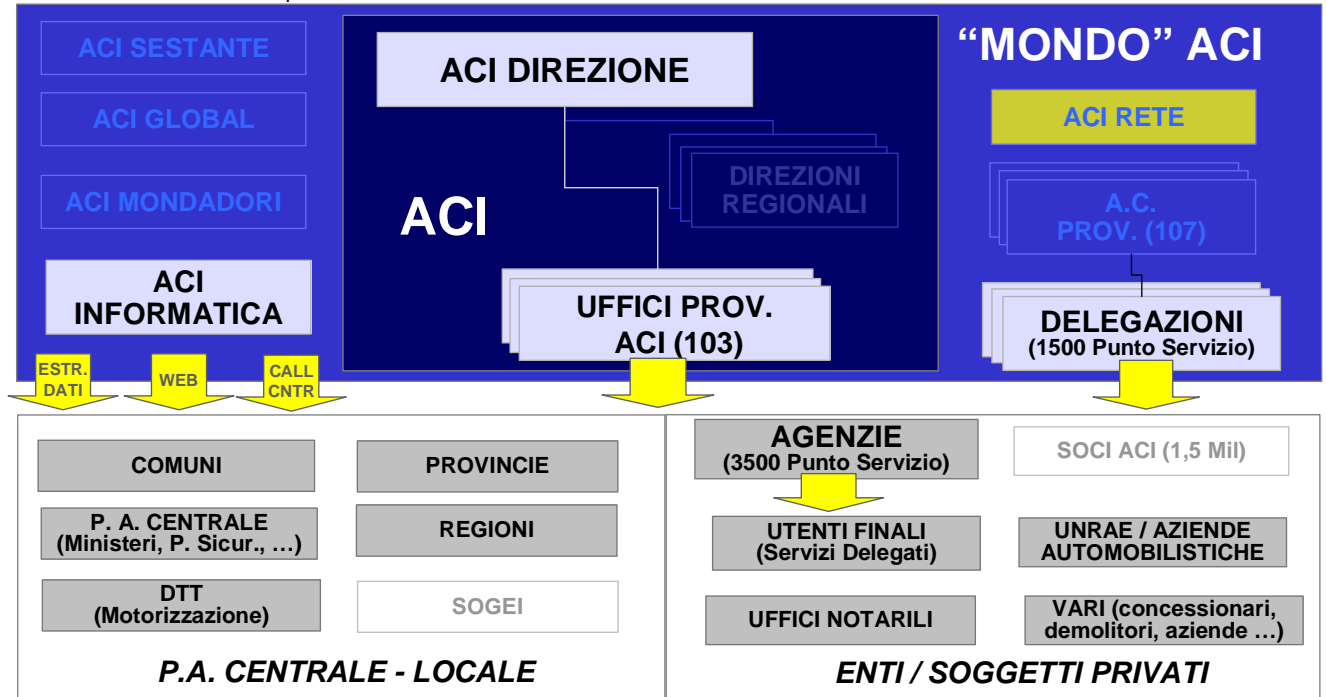 ACI SESTANTE
ACI GLOBAL
ACI MONDADORI
ACI
INFORMATICA
ACI DIREZIONE
DIREZIONI
REGIONALI
ACI
UFFICI PROV.
ACI (103)
“MONDO” ACI
ACI RETE
A.C.
PROV. (107)
DELEGAZIONI
(1500 Punto Servizio)
ESTR.
DATI
WEB
CALL
CNTR
COMUNI
PROVINCIE
P. A. CENTRALE
(Ministeri, P. Sicur., …)
REGIONI
DTT
(Motorizzazione)
SOGEI
P.A. CENTRALE - LOCALE
AGENZIE
(3500 Punto Servizio)
SOCI ACI (1,5 Mil)
UTENTI FINALI
(Servizi Delegati)
UNRAE / AZIENDE
AUTOMOBILISTICHE
UFFICI NOTARILI
VARI (concessionari,
demolitori, aziende …)
ENTI / SOGGETTI PRIVATI